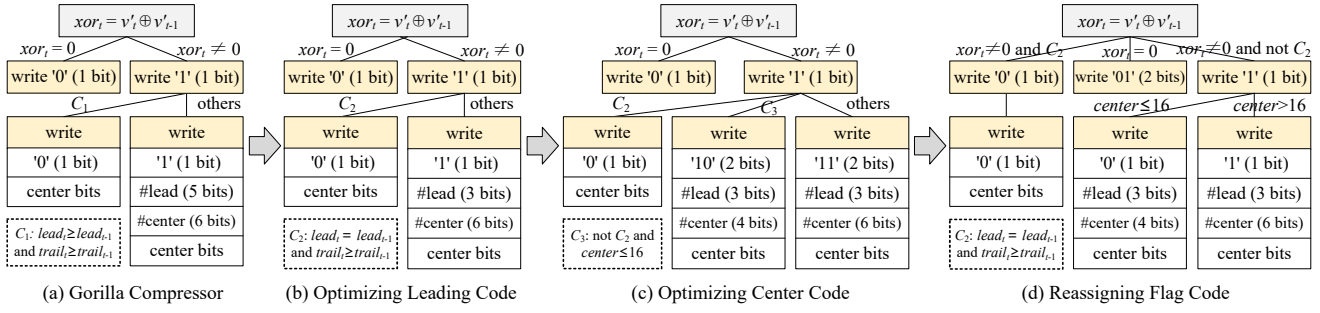 xorₜ = v'ₜ ⊕ v'ₜ₋₁
xorₜ = 0
xorₜ ≠ 0
write '0' (1 bit)
write '1' (1 bit)
C₁
others
write
'0' (1 bit)
center bits
write
'1' (1 bit)
#lead (5 bits)
#center (6 bits)
center bits
C₁: leadₜ≥leadₜ₋₁
and trailₜ≥trailₜ₋₁
(a) Gorilla Compressor
xorₜ = v'ₜ ⊕ v'ₜ₋₁
xorₜ = 0
xorₜ ≠ 0
write '0' (1 bit)
write '1' (1 bit)
C₂
others
write
'0' (1 bit)
center bits
write
'1' (1 bit)
#lead (3 bits)
#center (6 bits)
center bits
C₂: leadₜ = leadₜ₋₁
and trailₜ≥trailₜ₋₁
(b) Optimizing Leading Code
xorₜ = v'ₜ ⊕ v'ₜ₋₁
xorₜ = 0
xorₜ ≠ 0
write '0' (1 bit)
write '1' (1 bit)
C₂
C₃
others
write
'0' (1 bit)
center bits
write
'10' (2 bits)
#lead (3 bits)
#center (4 bits)
center bits
write
'11' (2 bits)
#lead (3 bits)
#center (6 bits)
center bits
C₃: not C₂ and
center≤16
(c) Optimizing Center Code
xorₜ = v'ₜ ⊕ v'ₜ₋₁
xorₜ≠0 and C₂
xorₜ = 0
xorₜ≠0 and not C₂
write '0' (1 bit)
write '01' (2 bits)
write '1' (1 bit)
center≤16
center>16
write
'0' (1 bit)
center bits
write
'0' (1 bit)
#lead (3 bits)
#center (4 bits)
center bits
write
'1' (1 bit)
#lead (3 bits)
#center (6 bits)
center bits
C₂: leadₜ = leadₜ₋₁
and trailₜ≥trailₜ₋₁
(d) Reassigning Flag Code